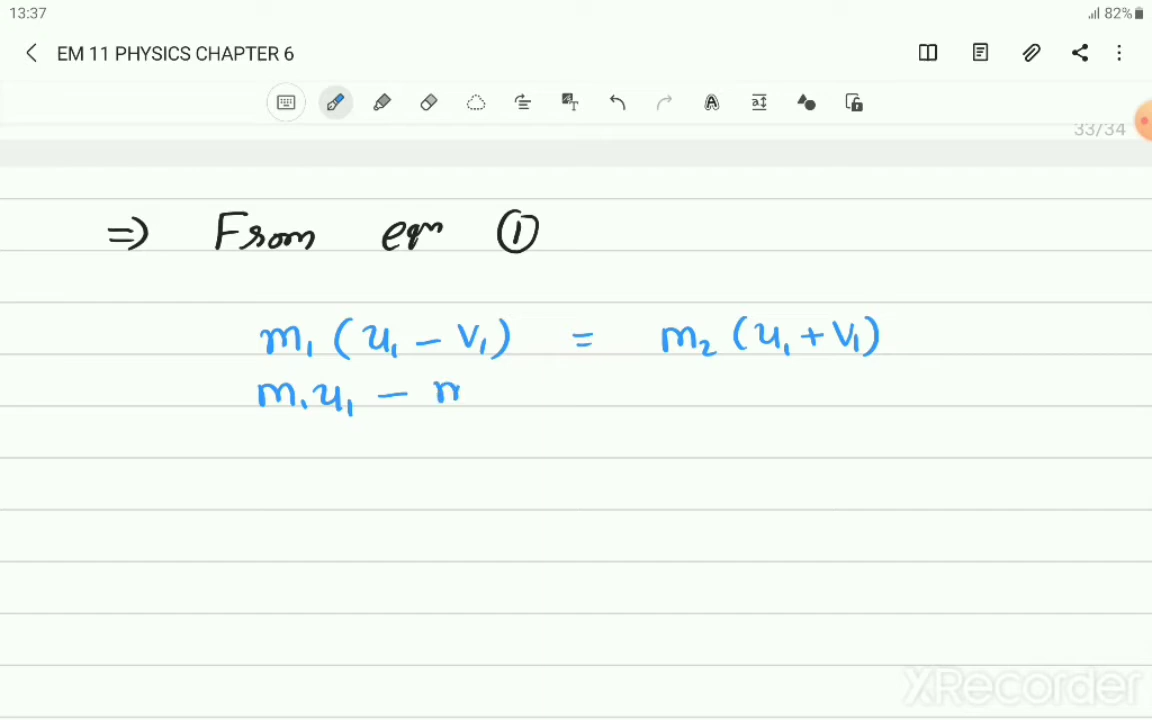 13:37
82%
EM 11 PHYSICS CHAPTER 6
33/34
=> From eqn ①
m₁ (u₁ – v₁) = m₂ (u₁ + v₁)
m₁u₁ –
XRecorder